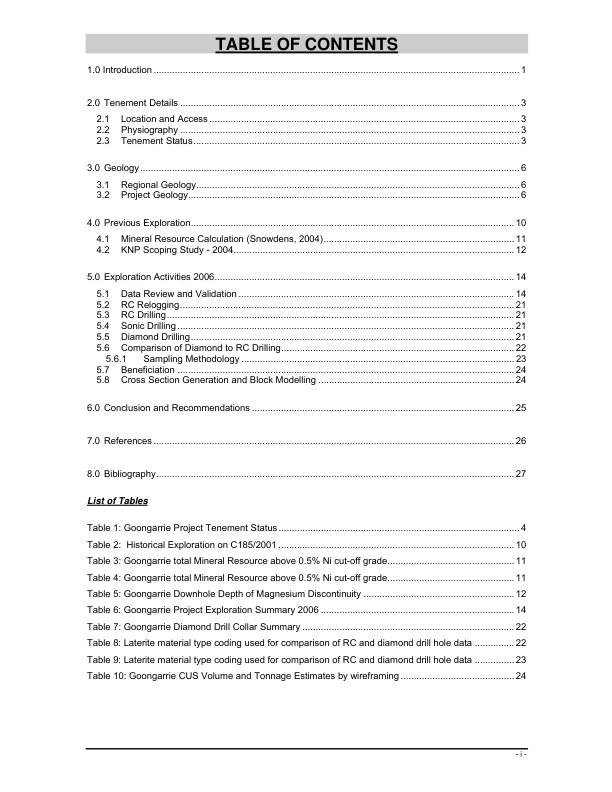 TABLE OF CONTENTS
1.0 Introduction ........ 1
2.0 Tenement Details ........ 3
2.1 Location and Access ........ 3
2.2 Physiography ........ 3
2.3 Tenement Status ........ 3
3.0 Geology ........ 6
3.1 Regional Geology ........ 6
3.2 Project Geology ........ 6
4.0 Previous Exploration ........ 10
4.1 Mineral Resource Calculation (Snowdens, 2004) ........ 11
4.2 KNP Scoping Study - 2004 ........ 12
5.0 Exploration Activities 2006 ........ 14
5.1 Data Review and Validation ........ 14
5.2 RC Relogging ........ 21
5.3 RC Drilling ........ 21
5.4 Sonic Drilling ........ 21
5.5 Diamond Drilling ........ 21
5.6 Comparison of Diamond to RC Drilling ........ 22
5.6.1 Sampling Methodology ........ 23
5.7 Beneficiation ........ 24
5.8 Cross Section Generation and Block Modelling ........ 24
6.0 Conclusion and Recommendations ........ 25
7.0 References ........ 26
8.0 Bibliography ........ 27
List of Tables
Table 1: Goongarrie Project Tenement Status ........ 4
Table 2: Historical Exploration on C185/2001 ........ 10
Table 3: Goongarrie total Mineral Resource above 0.5% Ni cut-off grade ........ 11
Table 4: Goongarrie total Mineral Resource above 0.5% Ni cut-off grade ........ 11
Table 5: Goongarrie Downhole Depth of Magnesium Discontinuity ........ 12
Table 6: Goongarrie Project Exploration Summary 2006 ........ 14
Table 7: Goongarrie Diamond Drill Collar Summary ........ 22
Table 8: Laterite material type coding used for comparison of RC and diamond drill hole data ........ 22
Table 9: Laterite material type coding used for comparison of RC and diamond drill hole data ........ 23
Table 10: Goongarrie CUS Volume and Tonnage Estimates by wireframing ........ 24
- i -